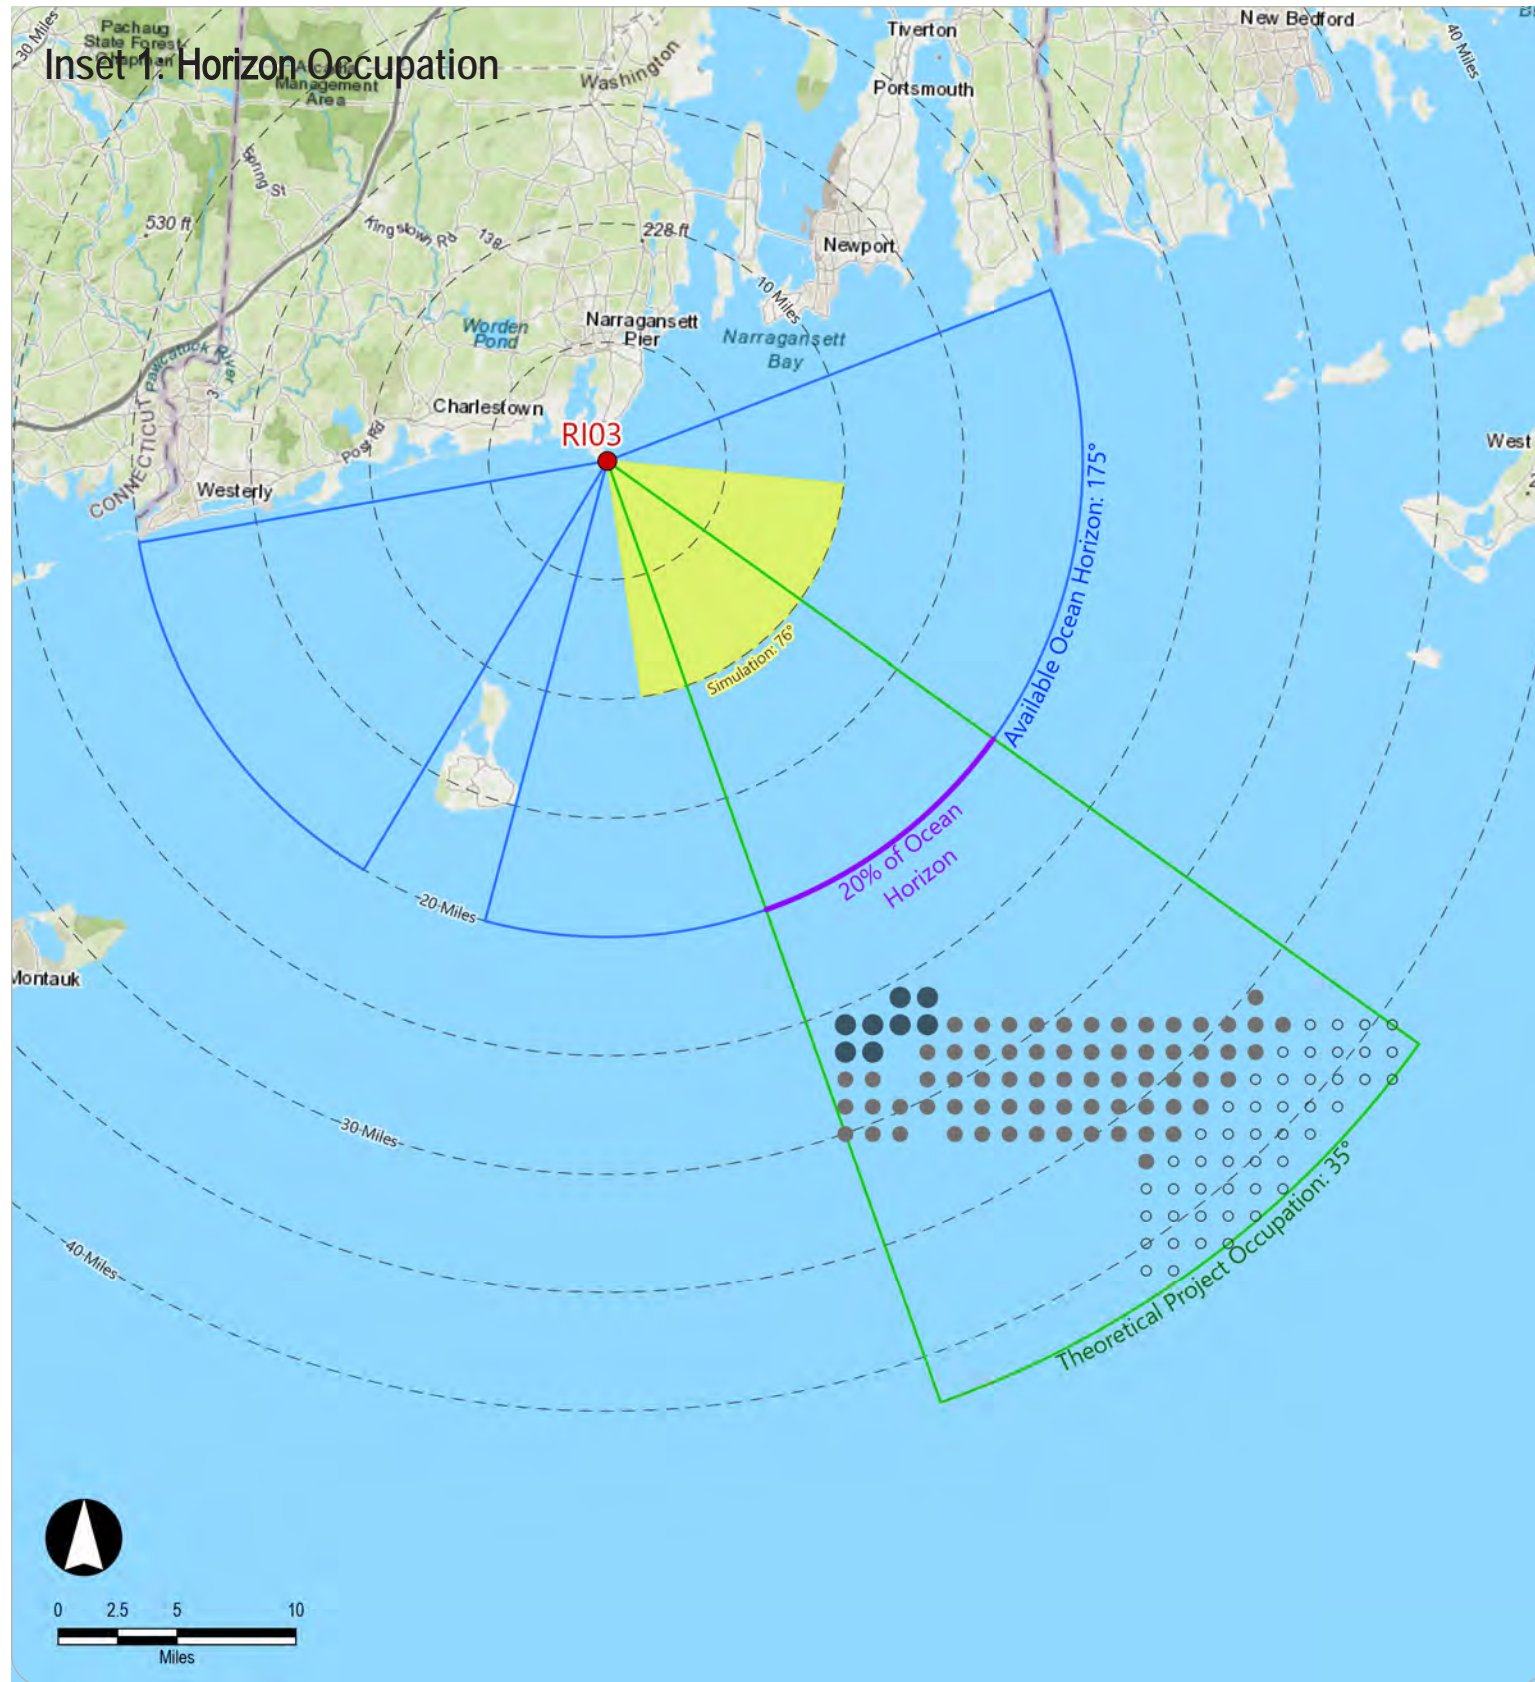 30 Miles
Pachaug
State Forest-
Chapman
Inset 1: Horizon Occupation
Management
Area
Washington
Tiverton
New Bedford
40 Miles
Portsmouth
Spring St
530 ft
Kingstown Rd
138
228 ft
Newport
10 Miles
Narragansett
Pier
Worden
Pond
Narragansett
Bay
Pawcatuck River
3
Charlestown
RI03
Post Rd
CONNECTICUT
Westerly
West
Available Ocean Horizon: 175°
Simulation: 76°
20% of Ocean
Horizon
20 Miles
Montauk
30 Miles
40 Miles
Theoretical Project Occupation: 35°
0 2.5 5 10
Miles